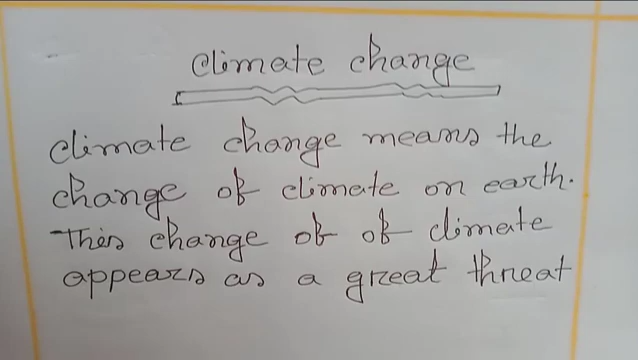 climate change
climate change means the
change of climate on earth.
This change of of climate
appears as a great threat